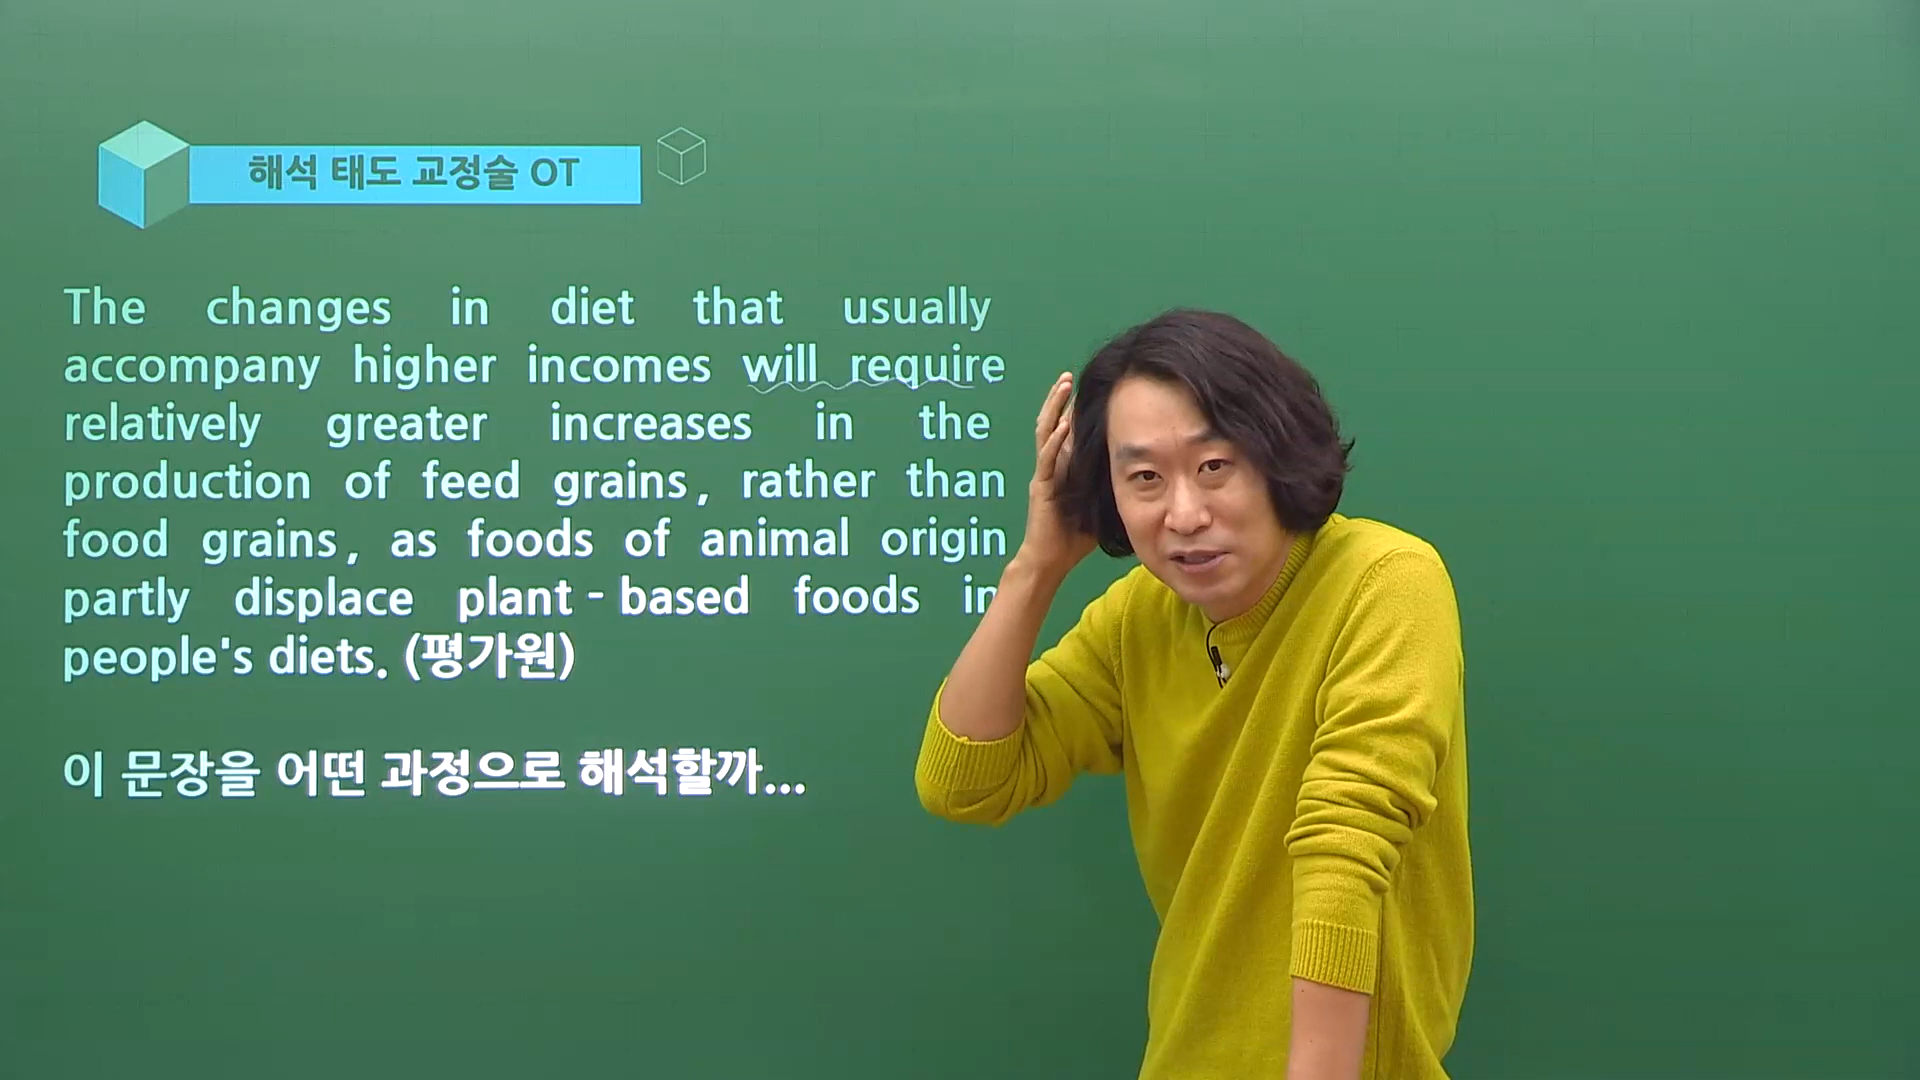 해석 태도 교정술 OT
The changes in diet that usually
accompany higher incomes will require
relatively greater increases in the
production of feed grains, rather than
food grains, as foods of animal origin
partly displace plant-based foods in
people's diets. (평가원)
이 문장을 어떤 과정으로 해석할까...